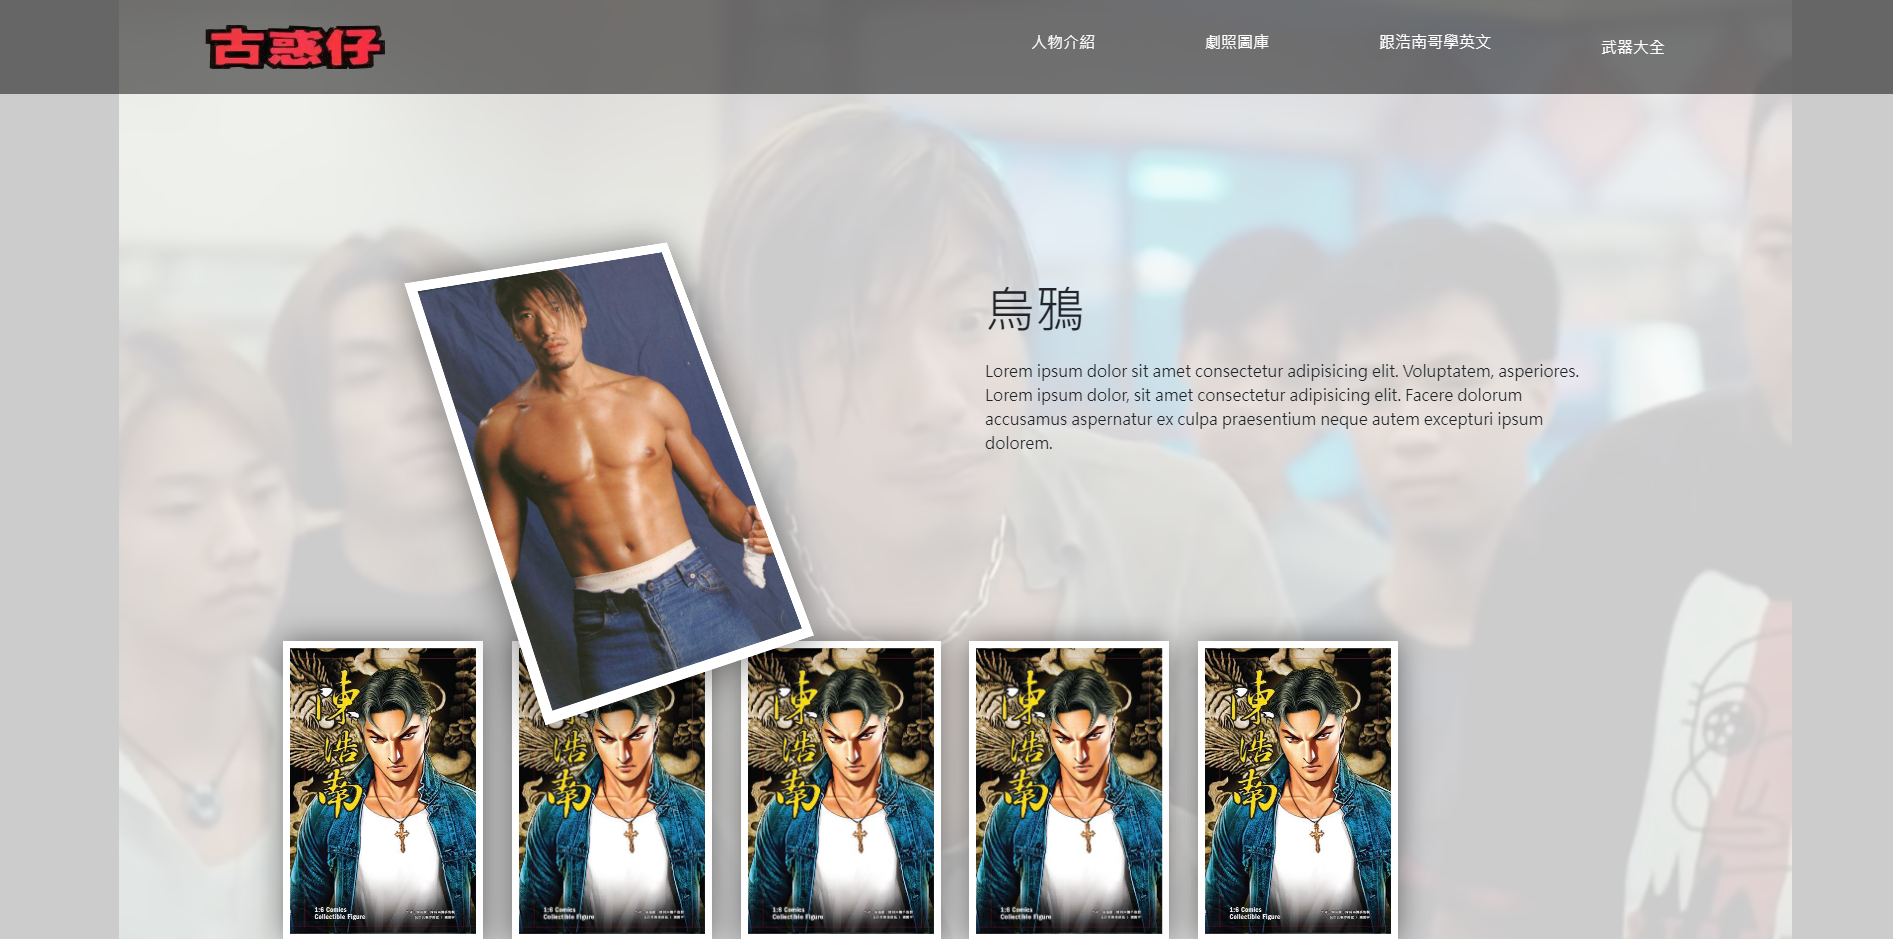 古惑仔
人物介紹
劇照圖庫
跟浩南哥學英文
武器大全
烏鴉
Lorem ipsum dolor sit amet consectetur adipisicing elit. Voluptatem, asperiores.
Lorem ipsum dolor, sit amet consectetur adipisicing elit. Facere dolorum
accusamus aspernatur ex culpa praesentium neque autem excepturi ipsum
dolorem.
陳浩南
1:6 Comics
Collectible Figure
陳浩南
Collectible Figure
陳浩南
1:6 Comics
Collectible Figure
陳浩南
1:6 Comics
Collectible Figure
陳浩南
1:6 Comics
Collectible Figure